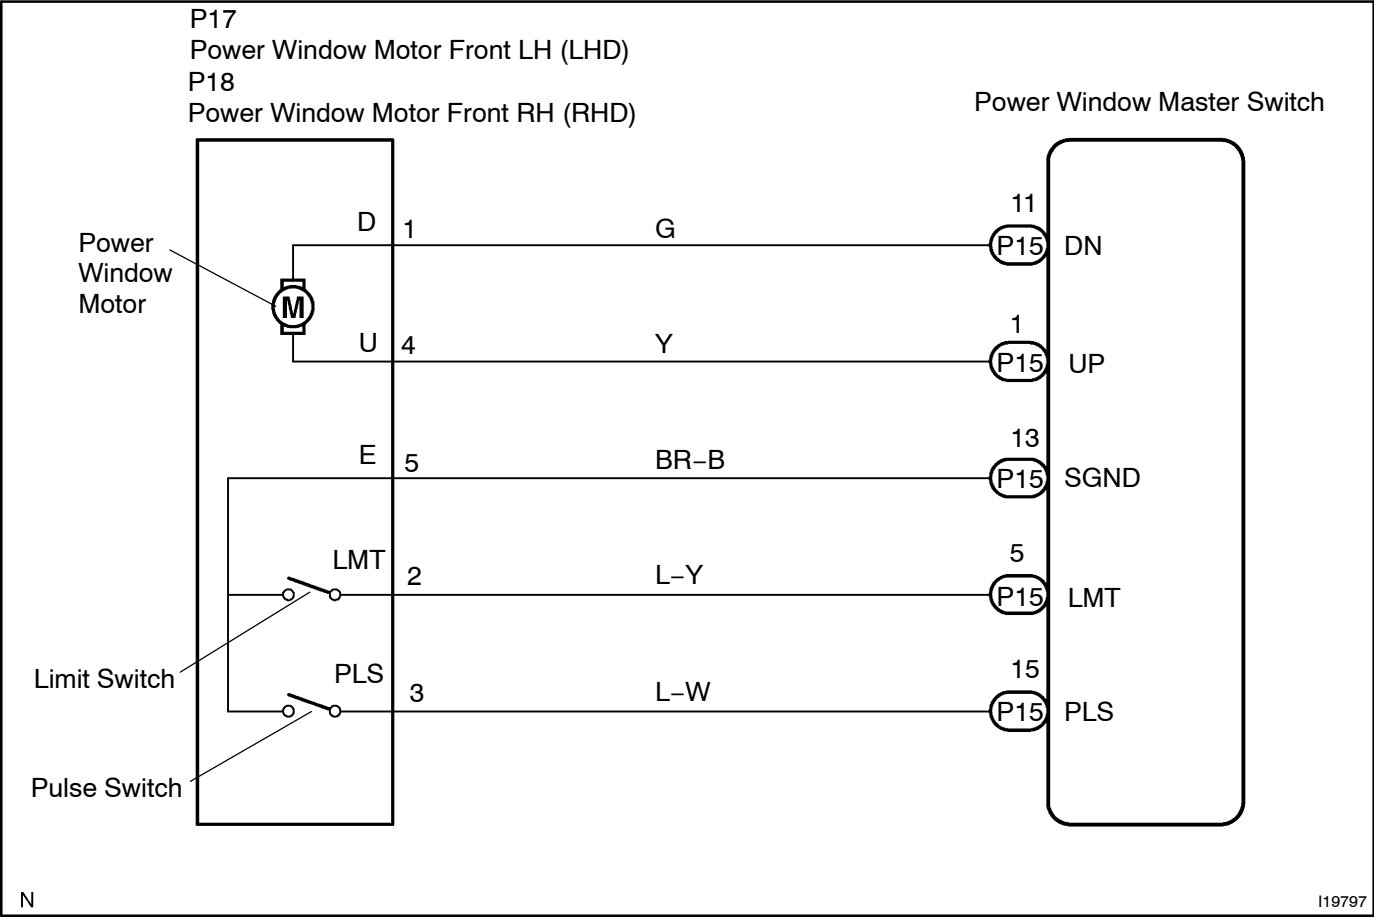 P17
Power Window Motor Front LH (LHD)
P18
Power Window Motor Front RH (RHD)
Power Window Master Switch
Power
Window
Motor
M
D
1
G
11
P15
DN
U
4
Y
1
P15
UP
E
5
BR−B
13
P15
SGND
LMT
2
L−Y
5
P15
LMT
Limit Switch
PLS
3
L−W
15
P15
PLS
Pulse Switch
N
I19797